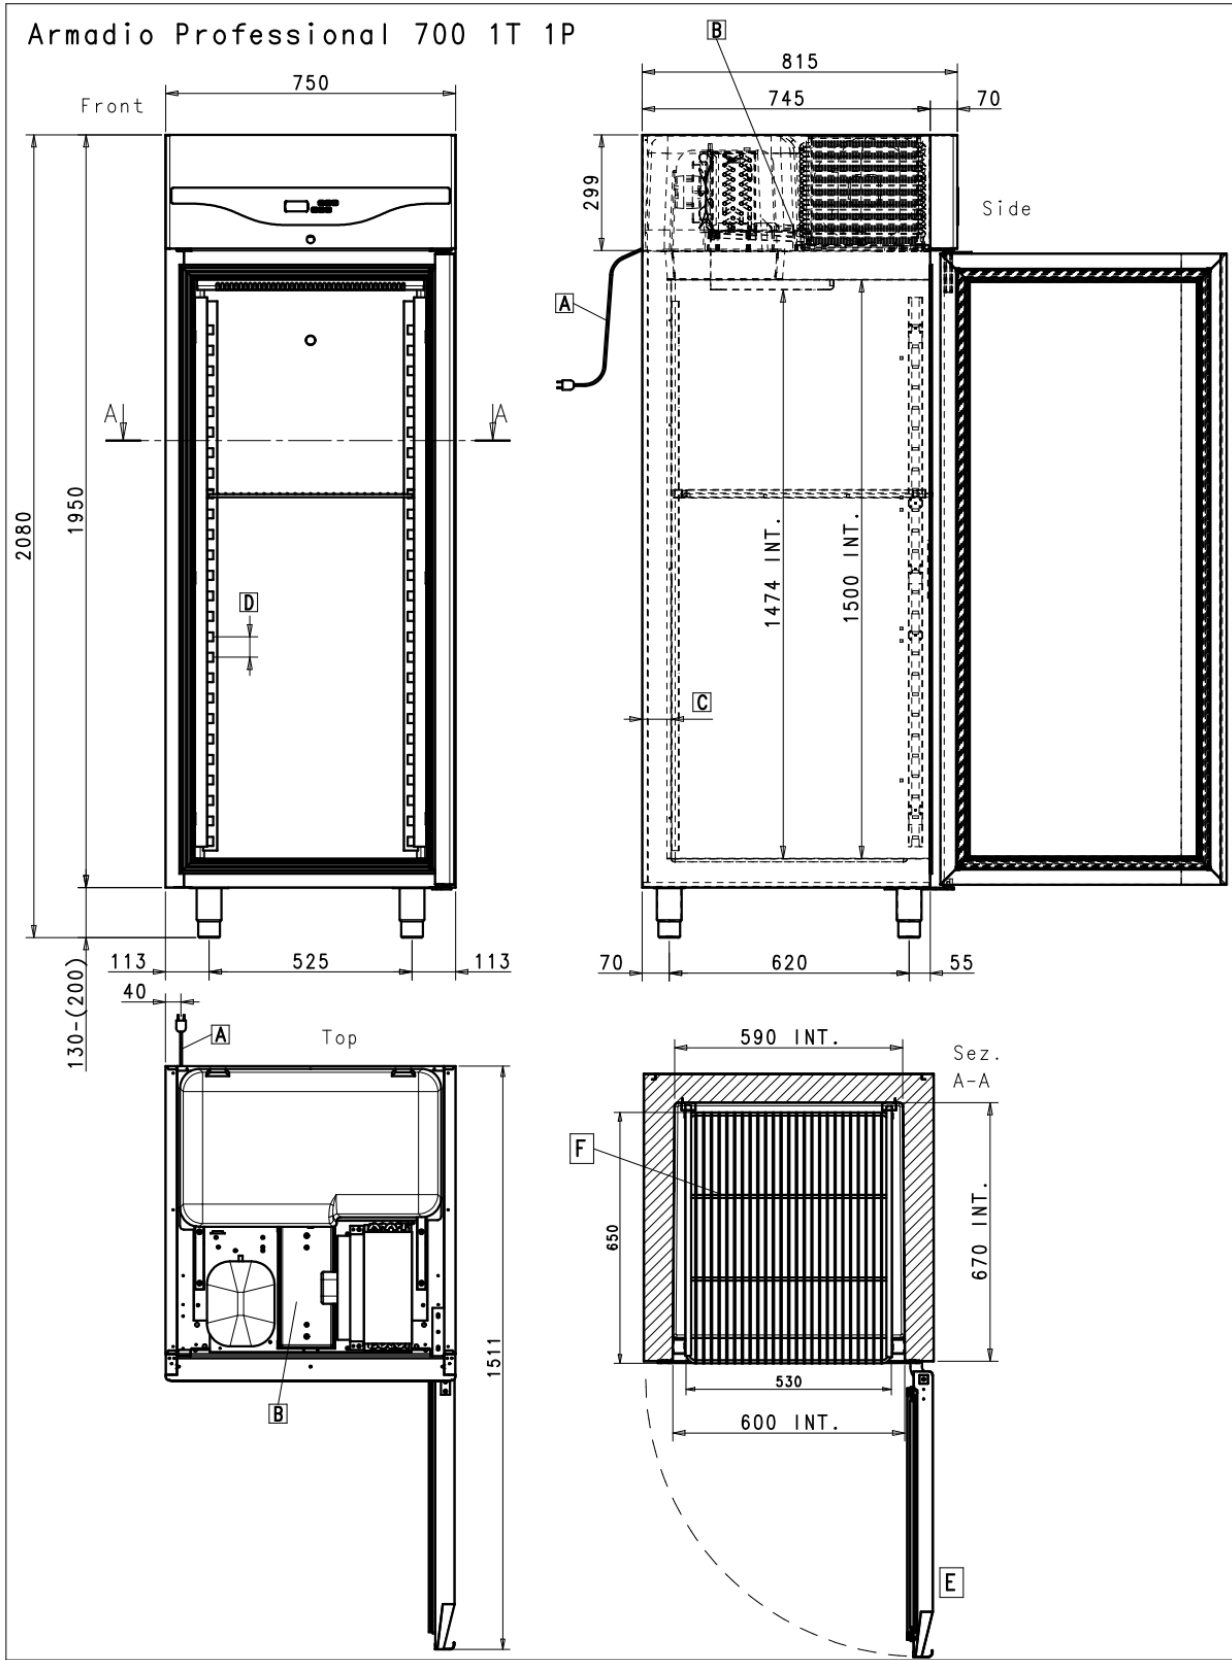 Armadio Professional 700 1T 1P
B
815
750
745
70
Front
299
Side
A
A
A
2080
1950
1474 INT.
1500 INT.
D
C
113
525
113
70
620
55
130-(200)
40
A
Top
590 INT.
Sez.
A-A
F
650
670 INT.
1511
530
B
600 INT.
E